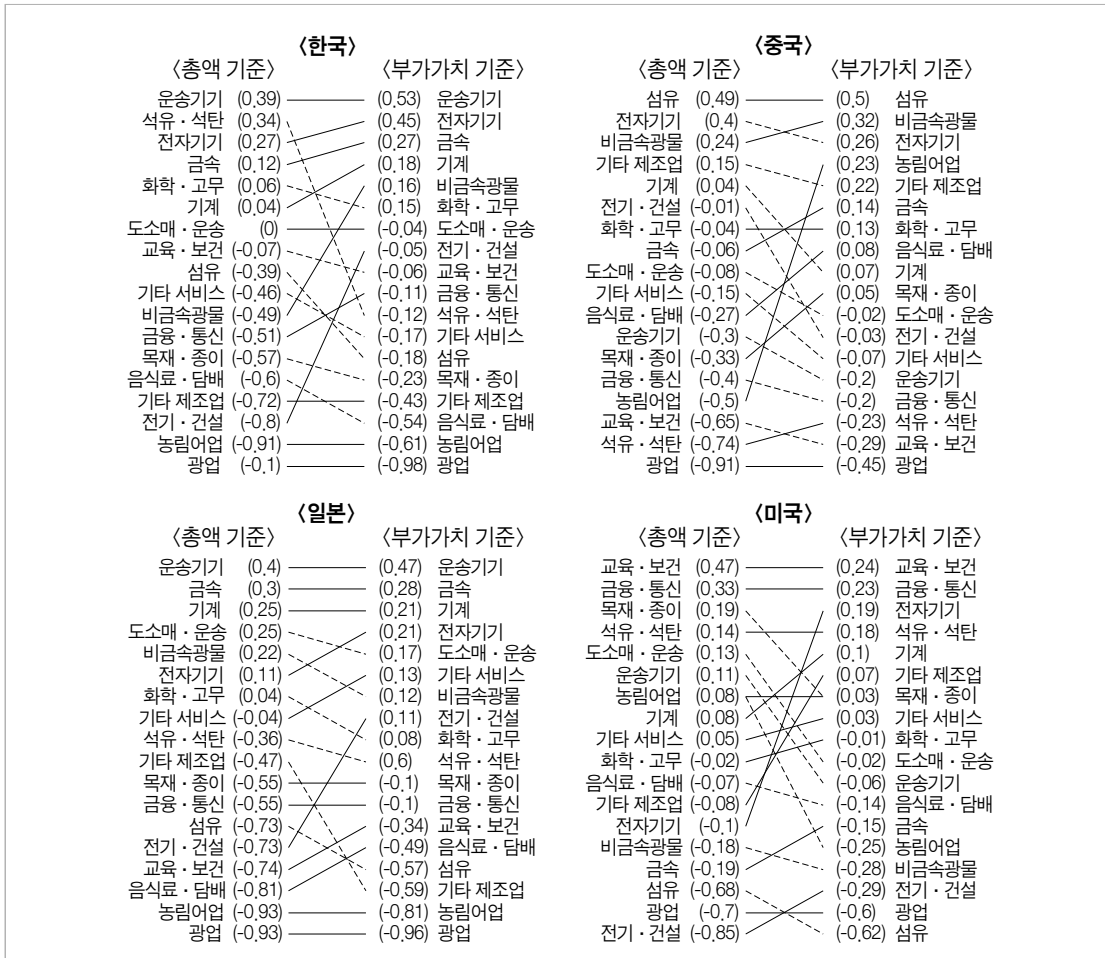 〈한국〉
〈총액 기준〉 〈부가가치 기준〉
운송기기 (0.39) (0.53) 운송기기
석유·석탄 (0.34) (0.45) 전자기기
전자기기 (0.27) (0.27) 금속
금속 (0.12) (0.18) 기계
화학·고무 (0.06) (0.16) 비금속광물
기계 (0.04) (0.15) 화학·고무
도소매·운송 (0) (-0.04) 도소매·운송
교육·보건 (-0.07) (-0.05) 전기·건설
섬유 (-0.39) (-0.06) 교육·보건
기타 서비스 (-0.46) (-0.11) 금융·통신
비금속광물 (-0.49) (-0.12) 석유·석탄
금융·통신 (-0.51) (-0.17) 기타 서비스
목재·종이 (-0.57) (-0.18) 섬유
음식료·담배 (-0.6) (-0.23) 목재·종이
기타 제조업 (-0.72) (-0.43) 기타 제조업
전기·건설 (-0.8) (-0.54) 음식료·담배
농림어업 (-0.91) (-0.61) 농림어업
광업 (-0.1) (-0.98) 광업
〈중국〉
〈총액 기준〉 〈부가가치 기준〉
섬유 (0.49) (0.5) 섬유
전자기기 (0.4) (0.32) 비금속광물
비금속광물 (0.24) (0.26) 전자기기
기타 제조업 (0.15) (0.23) 농림어업
기계 (0.04) (0.22) 기타 제조업
전기·건설 (-0.01) (0.14) 금속
화학·고무 (-0.04) (0.13) 화학·고무
금속 (-0.06) (0.08) 음식료·담배
도소매·운송 (-0.08) (0.07) 기계
기타 서비스 (-0.15) (0.05) 목재·종이
음식료·담배 (-0.27) (-0.02) 도소매·운송
운송기기 (-0.3) (-0.03) 전기·건설
목재·종이 (-0.33) (-0.07) 기타 서비스
금융·통신 (-0.4) (-0.2) 운송기기
농림어업 (-0.5) (-0.2) 금융·통신
교육·보건 (-0.65) (-0.23) 석유·석탄
석유·석탄 (-0.74) (-0.29) 교육·보건
광업 (-0.91) (-0.45) 광업
〈일본〉
〈총액 기준〉 〈부가가치 기준〉
운송기기 (0.4) (0.47) 운송기기
금속 (0.3) (0.28) 금속
기계 (0.25) (0.21) 기계
도소매·운송 (0.25) (0.21) 전자기기
비금속광물 (0.22) (0.17) 도소매·운송
전자기기 (0.11) (0.13) 기타 서비스
화학·고무 (0.04) (0.12) 비금속광물
기타 서비스 (-0.04) (0.11) 전기·건설
석유·석탄 (-0.36) (0.08) 화학·고무
기타 제조업 (-0.47) (0.6) 석유·석탄
목재·종이 (-0.55) (-0.1) 목재·종이
금융·통신 (-0.55) (-0.1) 금융·통신
섬유 (-0.73) (-0.34) 교육·보건
전기·건설 (-0.73) (-0.49) 음식료·담배
교육·보건 (-0.74) (-0.57) 섬유
음식료·담배 (-0.81) (-0.59) 기타 제조업
농림어업 (-0.93) (-0.81) 농림어업
광업 (-0.93) (-0.96) 광업
〈미국〉
〈총액 기준〉 〈부가가치 기준〉
교육·보건 (0.47) (0.24) 교육·보건
금융·통신 (0.33) (0.23) 금융·통신
목재·종이 (0.19) (0.19) 전자기기
석유·석탄 (0.14) (0.18) 석유·석탄
도소매·운송 (0.13) (0.1) 기계
운송기기 (0.11) (0.07) 기타 제조업
농림어업 (0.08) (0.03) 목재·종이
기계 (0.08) (0.03) 기타 서비스
기타 서비스 (0.05) (-0.01) 화학·고무
화학·고무 (-0.02) (-0.02) 도소매·운송
음식료·담배 (-0.07) (-0.06) 운송기기
기타 제조업 (-0.08) (-0.14) 음식료·담배
전자기기 (-0.1) (-0.15) 금속
비금속광물 (-0.18) (-0.25) 농림어업
금속 (-0.19) (-0.28) 비금속광물
섬유 (-0.68) (-0.29) 전기·건설
광업 (-0.7) (-0.6) 광업
전기·건설 (-0.85) (-0.62) 섬유